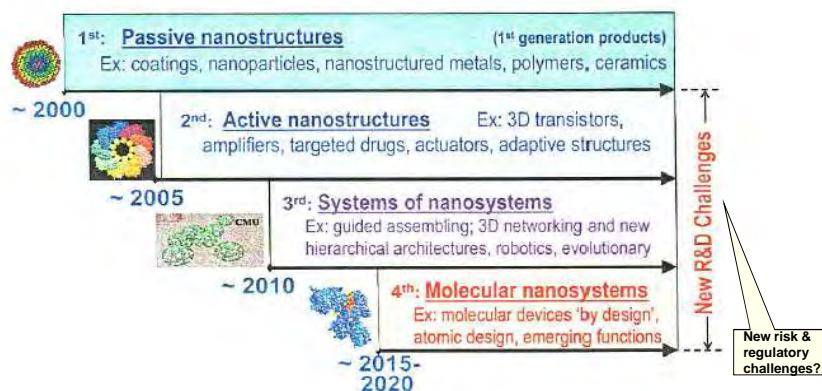 1st: Passive nanostructures (1st generation products)
Ex: coatings, nanoparticles, nanostructured metals, polymers, ceramics
~ 2000
2nd: Active nanostructures Ex: 3D transistors,
amplifiers, targeted drugs, actuators, adaptive structures
~ 2005
CMU
3rd: Systems of nanosystems
Ex: guided assembling; 3D networking and new
hierarchical architectures, robotics, evolutionary
~ 2010
4th: Molecular nanosystems
Ex: molecular devices 'by design',
atomic design, emerging functions
~ 2015-
2020
New R&D Challenges
New risk &
regulatory
challenges?